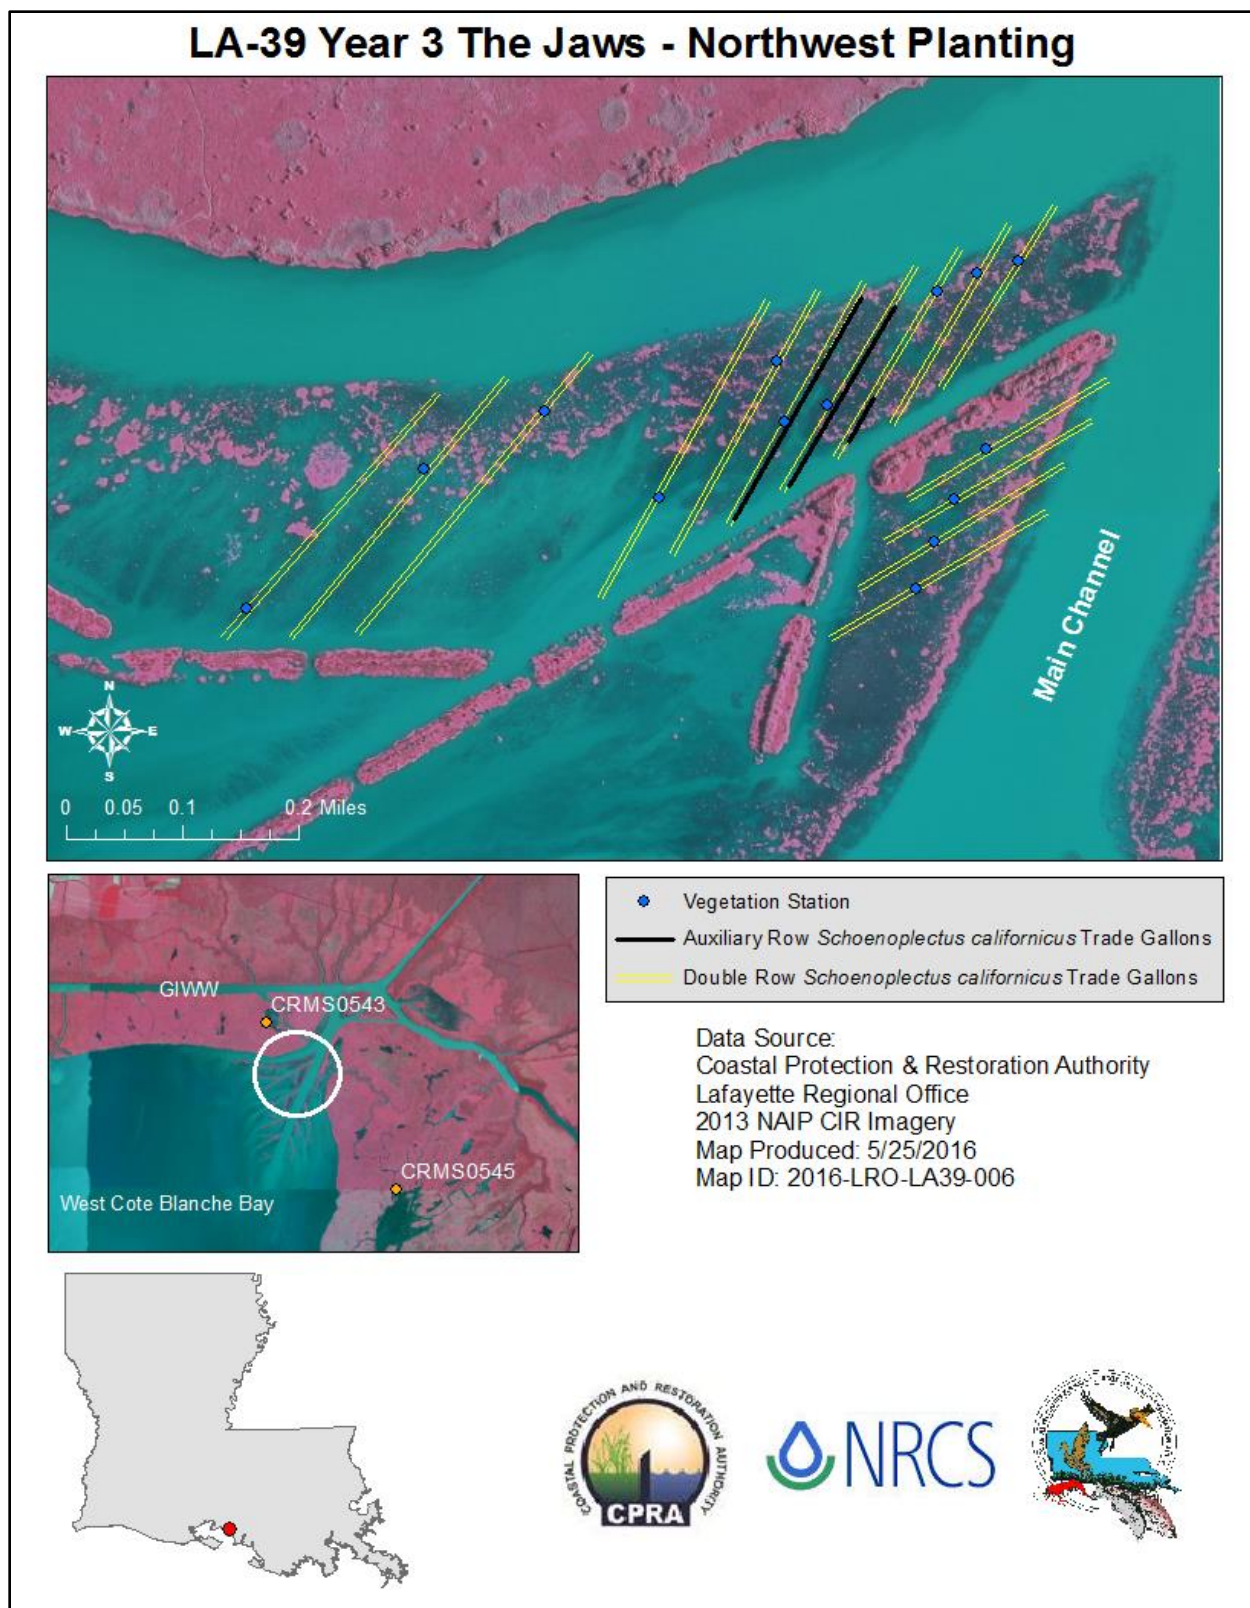 LA-39 Year 3 The Jaws - Northwest Planting
Main Channel
N
W E
S
0 0.05 0.1 0.2 Miles
GIWW
CRMS0543
CRMS0545
West Cote Blanche Bay
Vegetation Station
Auxiliary Row Schoenoplectus californicus Trade Gallons
Double Row Schoenoplectus californicus Trade Gallons
Data Source:
Coastal Protection & Restoration Authority
Lafayette Regional Office
2013 NAIP CIR Imagery
Map Produced: 5/25/2016
Map ID: 2016-LRO-LA39-006
COASTAL PROTECTION AND RESTORATION AUTHORITY
CPRA
NRCS